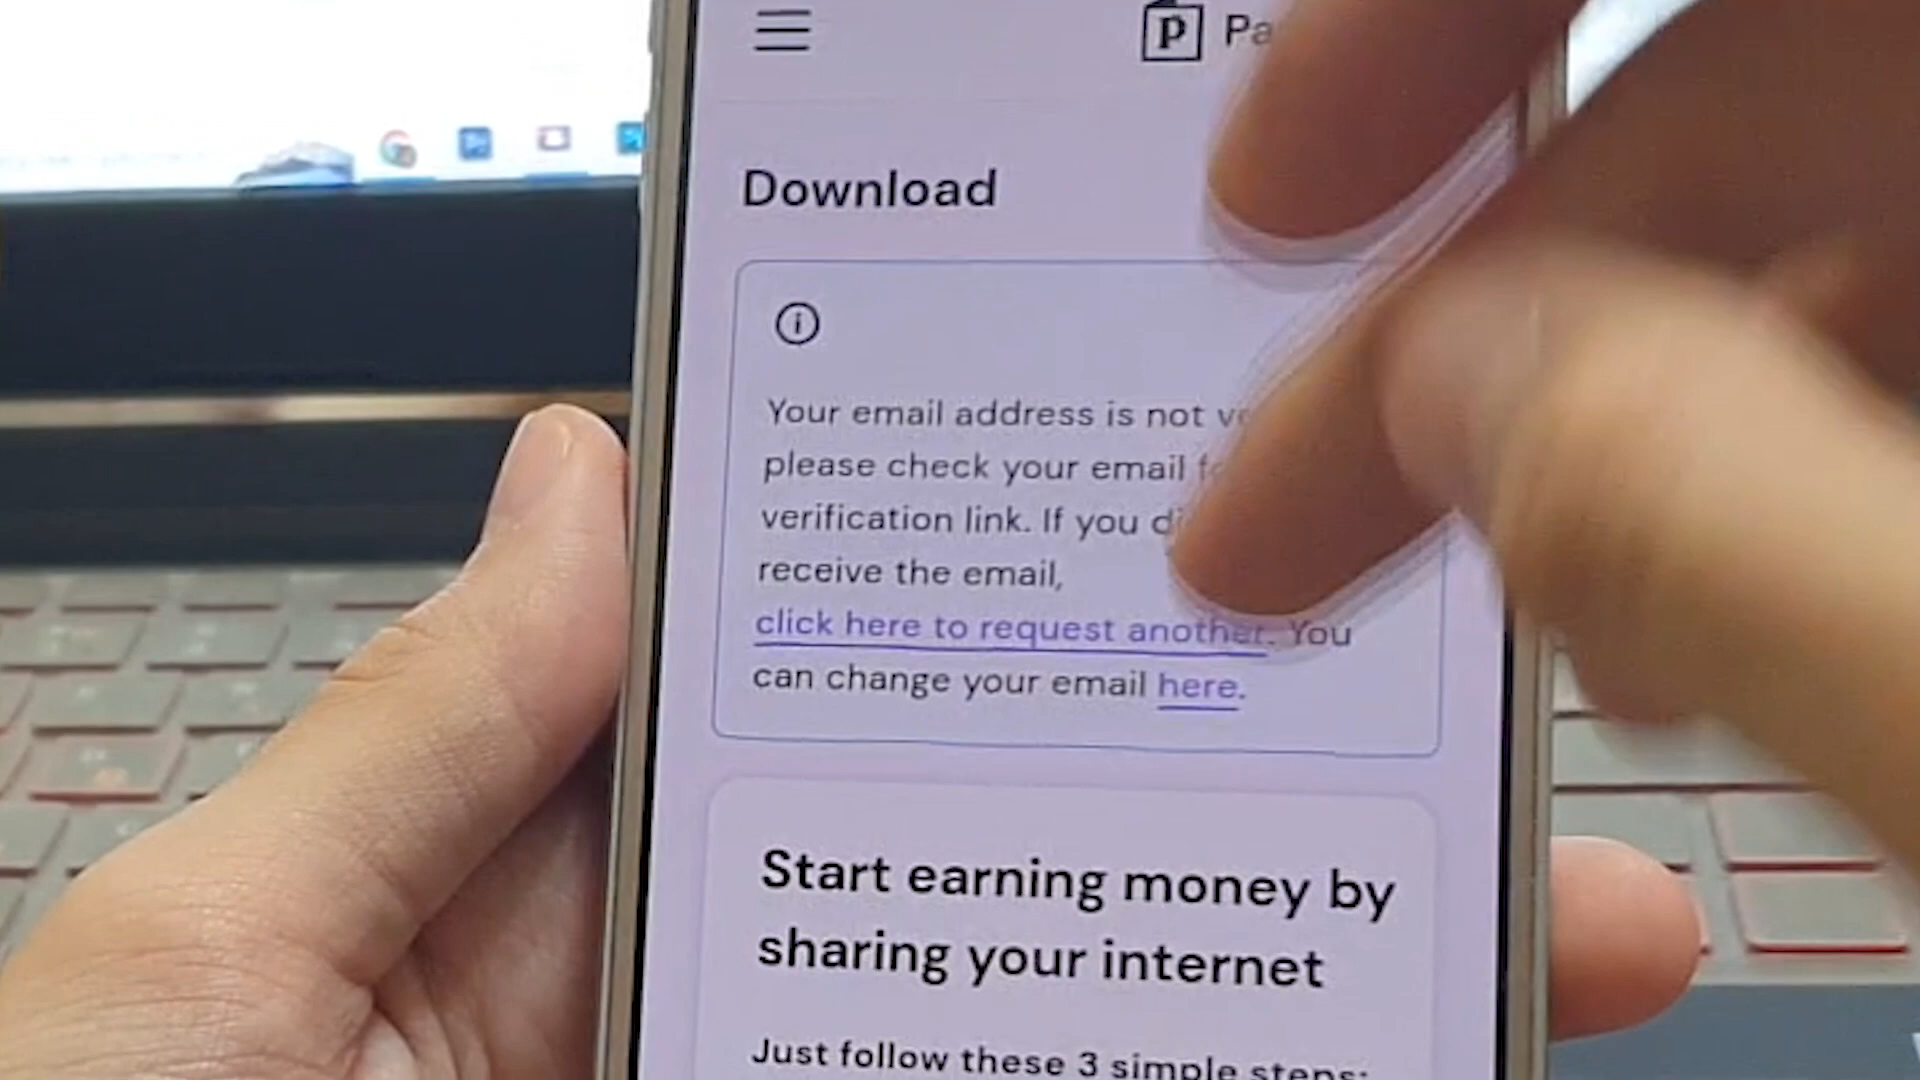 Download
Your email address is not
please check your email
verification link. If you
receive the email,
click here to request another. You
can change your email here.
Start earning money by
sharing your internet
Just follow these 3 simple steps: